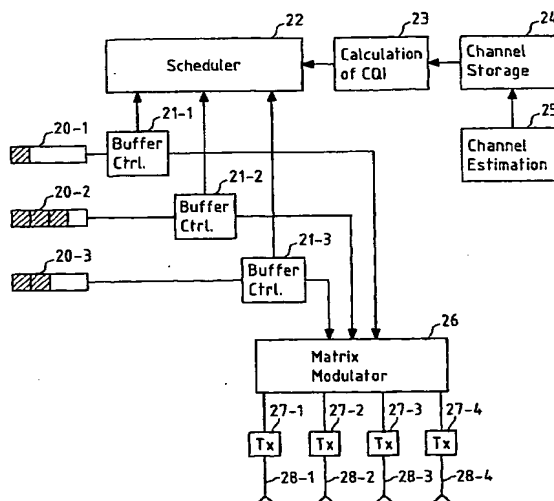 22
Scheduler
23
Calculation
of CQI
24
Channel
Storage
25
Channel
Estimation
20-1
21-1
Buffer
Ctrl.
20-2
21-2
Buffer
Ctrl.
20-3
21-3
Buffer
Ctrl.
26
Matrix
Modulator
27-1
27-2
27-3
27-4
Tx
Tx
Tx
Tx
28-1
28-2
28-3
28-4